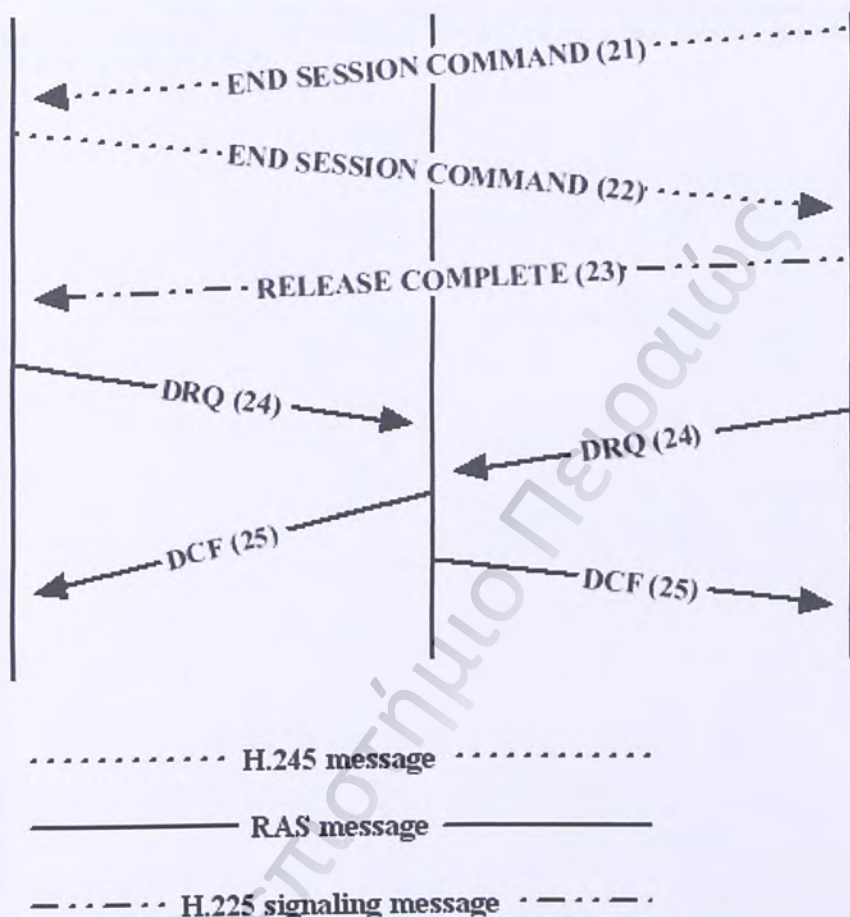 END SESSION COMMAND (21)
END SESSION COMMAND (22)
RELEASE COMPLETE (23)
DRQ (24)
DRQ (24)
DCF (25)
DCF (25)
H.245 message
RAS message
H.225 signaling message
Πειραιώς